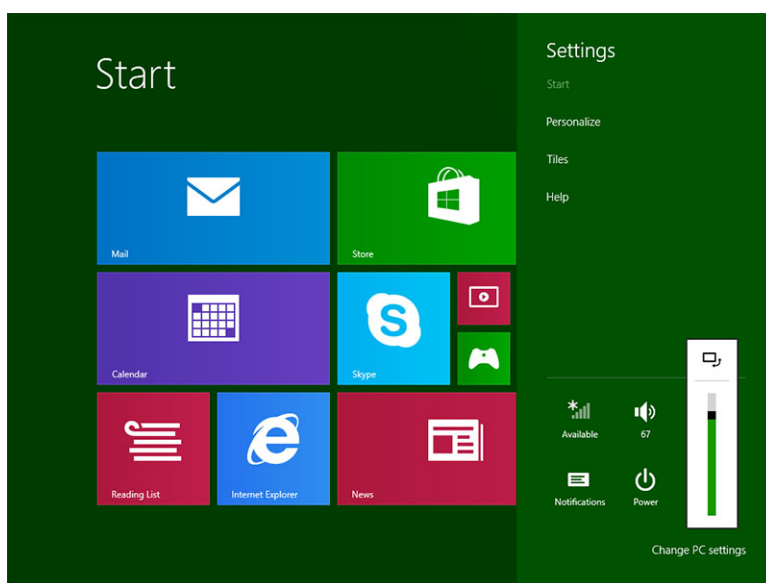 Start
Mail
Store
Calendar
Skype
Reading List
Internet Explorer
News
Settings
Start
Personalize
Tiles
Help
Available
67
Notifications
Power
Change PC settings